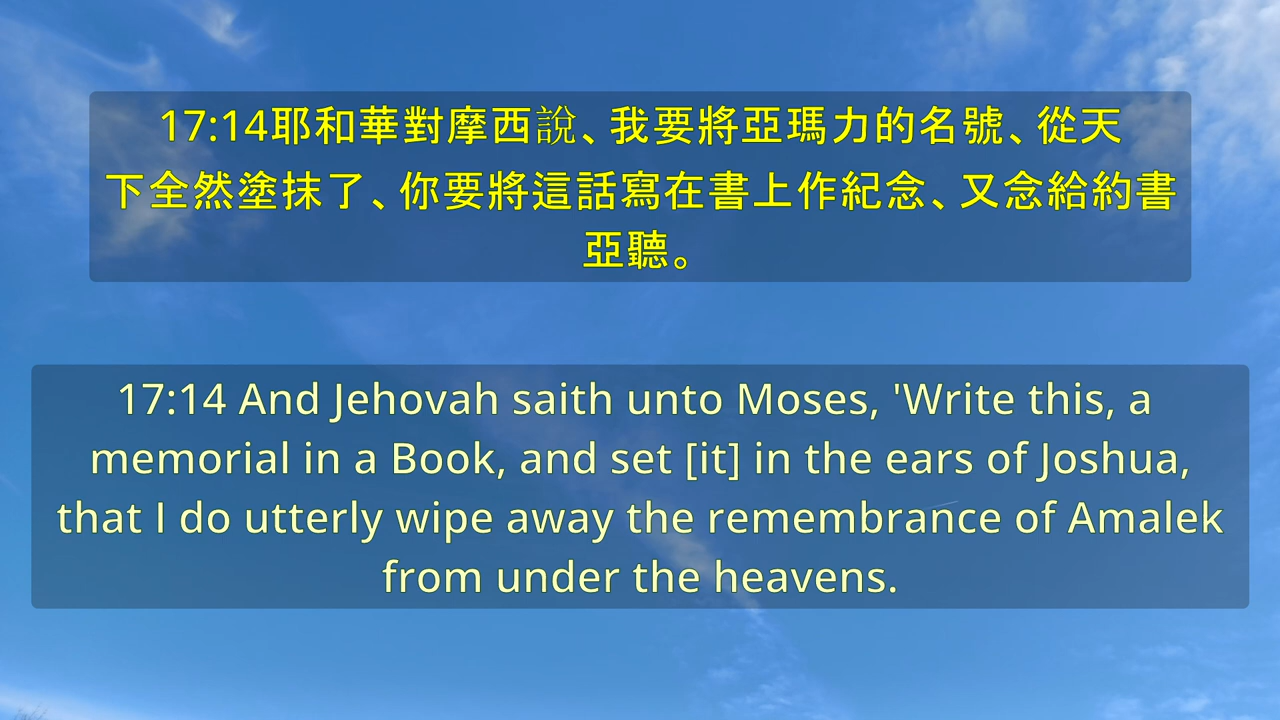 17:14耶和華對摩西說、我要將亞瑪力的名號、從天
下全然塗抹了、你要將這話寫在書上作紀念、又念給約書
亞聽。
17:14 And Jehovah saith unto Moses, 'Write this, a
memorial in a Book, and set [it] in the ears of Joshua,
that I do utterly wipe away the remembrance of Amalek
from under the heavens.